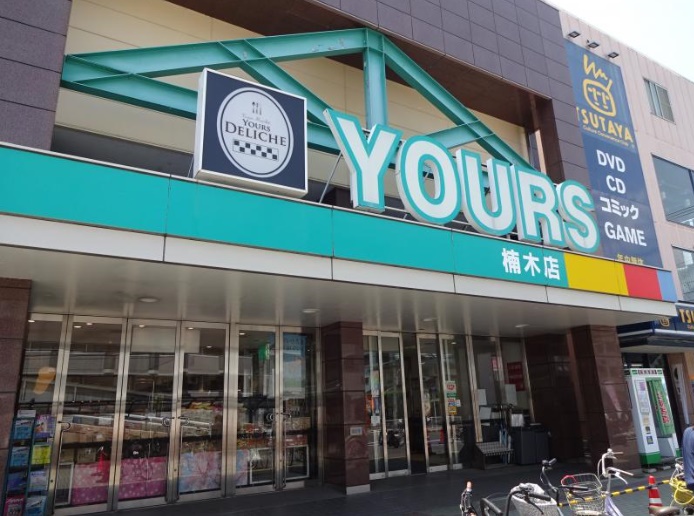 YOURS
DELICHE
YOURS
楠木店
TSUTAYA
DVD
CD
コミック
GAME